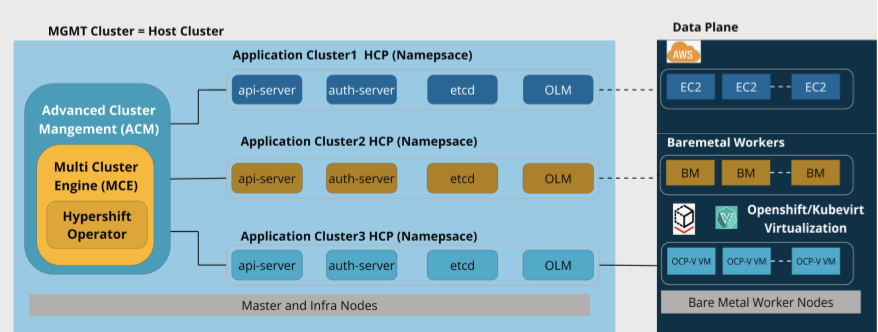 MGMT Cluster = Host Cluster
Data Plane
Application Cluster1 HCP (Namepsace)
AWS
api-server auth-server etcd OLM
EC2 EC2 EC2
Advanced Cluster
Mangement (ACM)
Application Cluster2 HCP (Namepsace)
Baremetal Workers
Multi Cluster
Engine (MCE)
api-server auth-server etcd OLM
BM BM BM
Hypershift
Operator
Openshift/Kubevirt
Virtualization
Application Cluster3 HCP (Namepsace)
api-server auth-server etcd OLM
OCP-V VM OCP-V VM OCP-V VM
Master and Infra Nodes
Bare Metal Worker Nodes